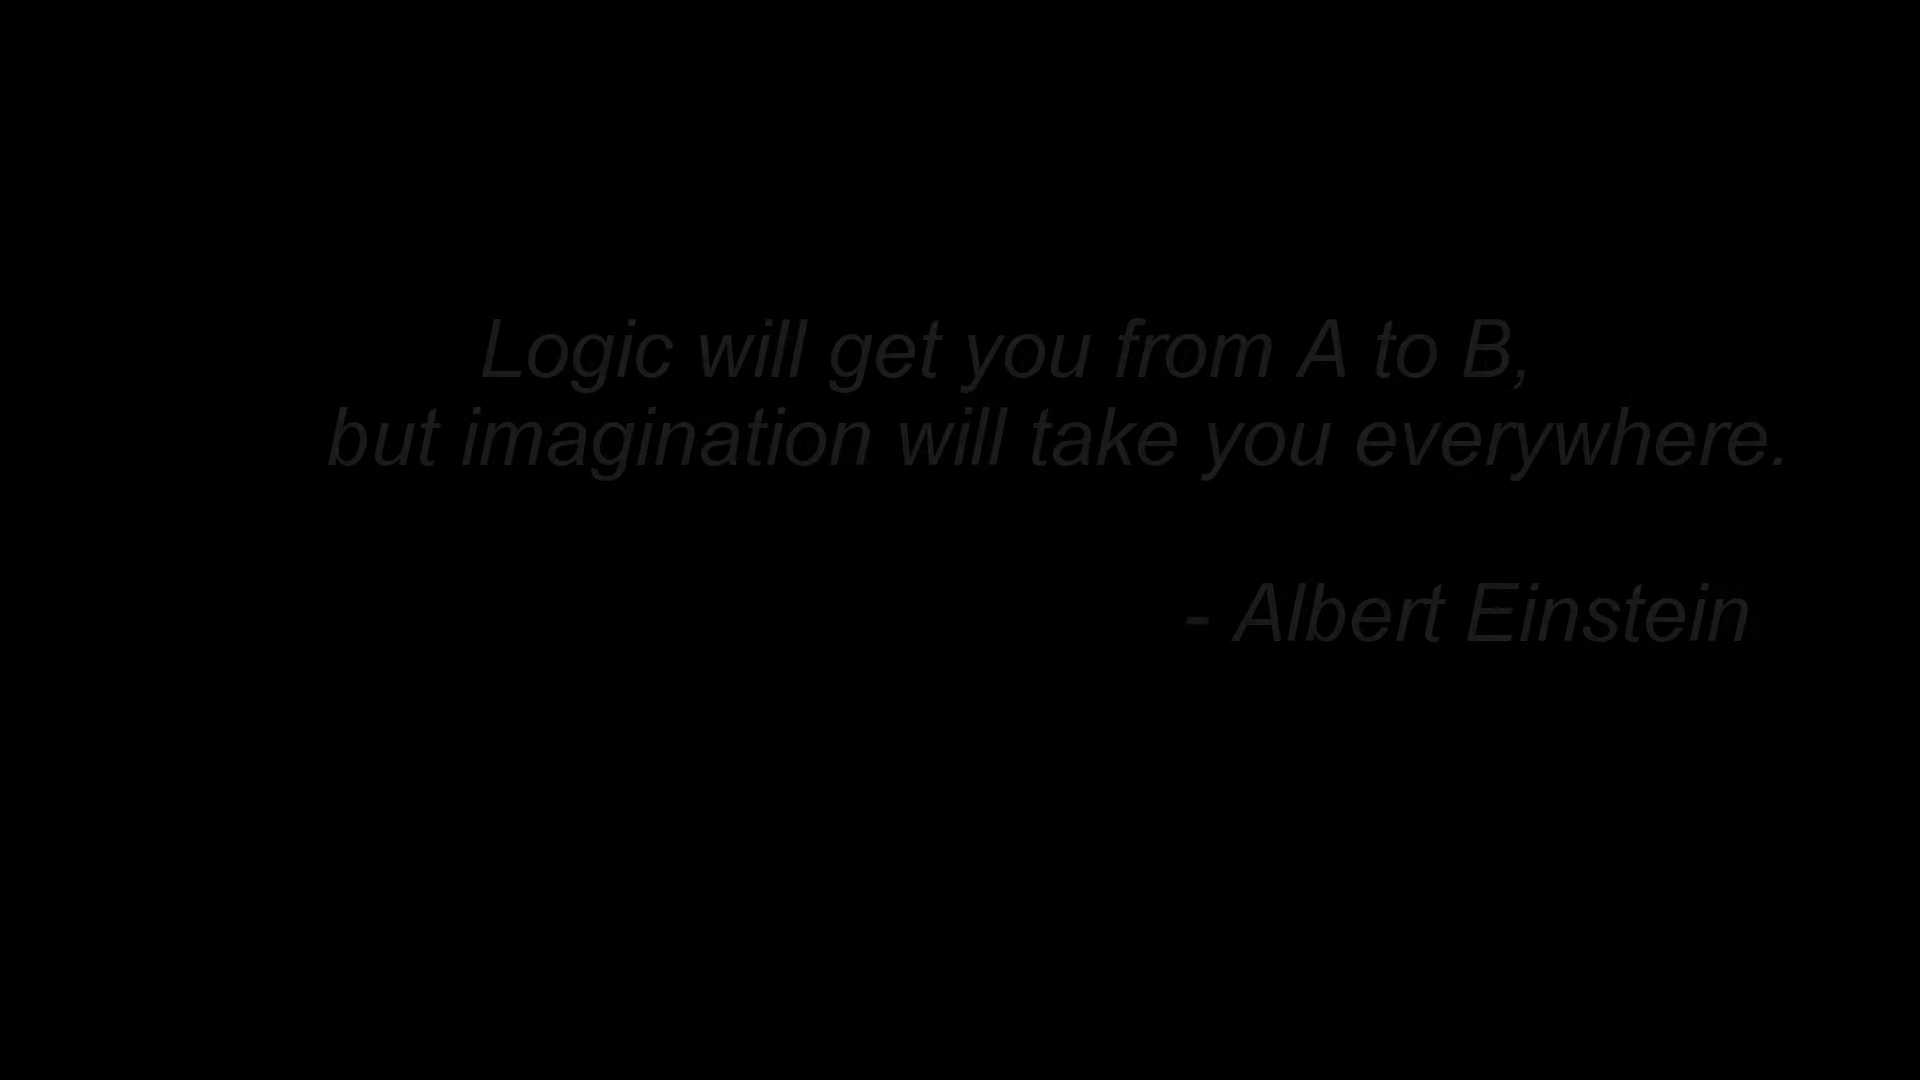 Logic will get you from A to B,
but imagination will take you everywhere.
- Albert Einstein